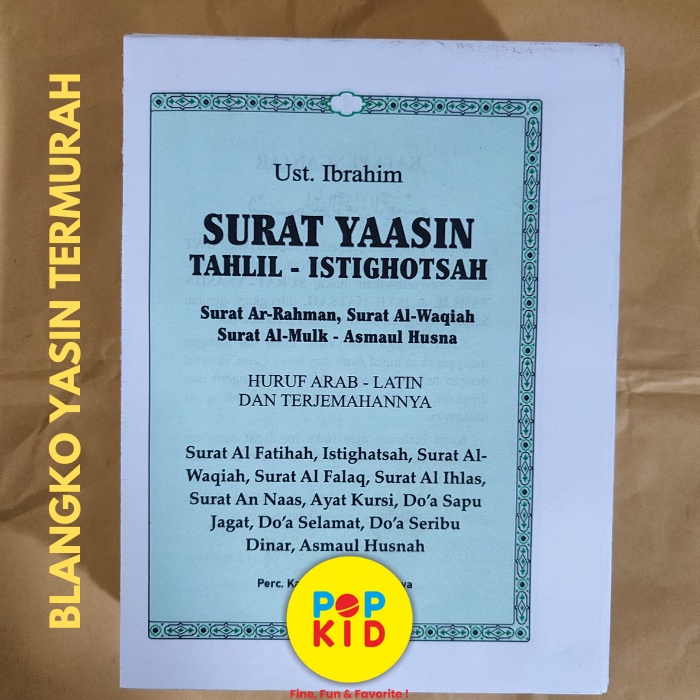 BLANGKO YASIN TERMURAH
Ust. Ibrahim
SURAT YAASIN
TAHLIL - ISTIGHOTSAH
Surat Ar-Rahman, Surat Al-Waqiah
Surat Al-Mulk - Asmaul Husna
HURUF ARAB - LATIN
DAN TERJEMAHANNYA
Surat Al Fatihah, Istighatsah, Surat Al-
Waqiah, Surat Al Falaq, Surat Al Ihlas,
Surat An Naas, Ayat Kursi, Do'a Sapu
Jagat, Do'a Selamat, Do'a Seribu
Dinar, Asmaul Husnah
Perc.
POP
KID
Fine, Fun & Favorite !